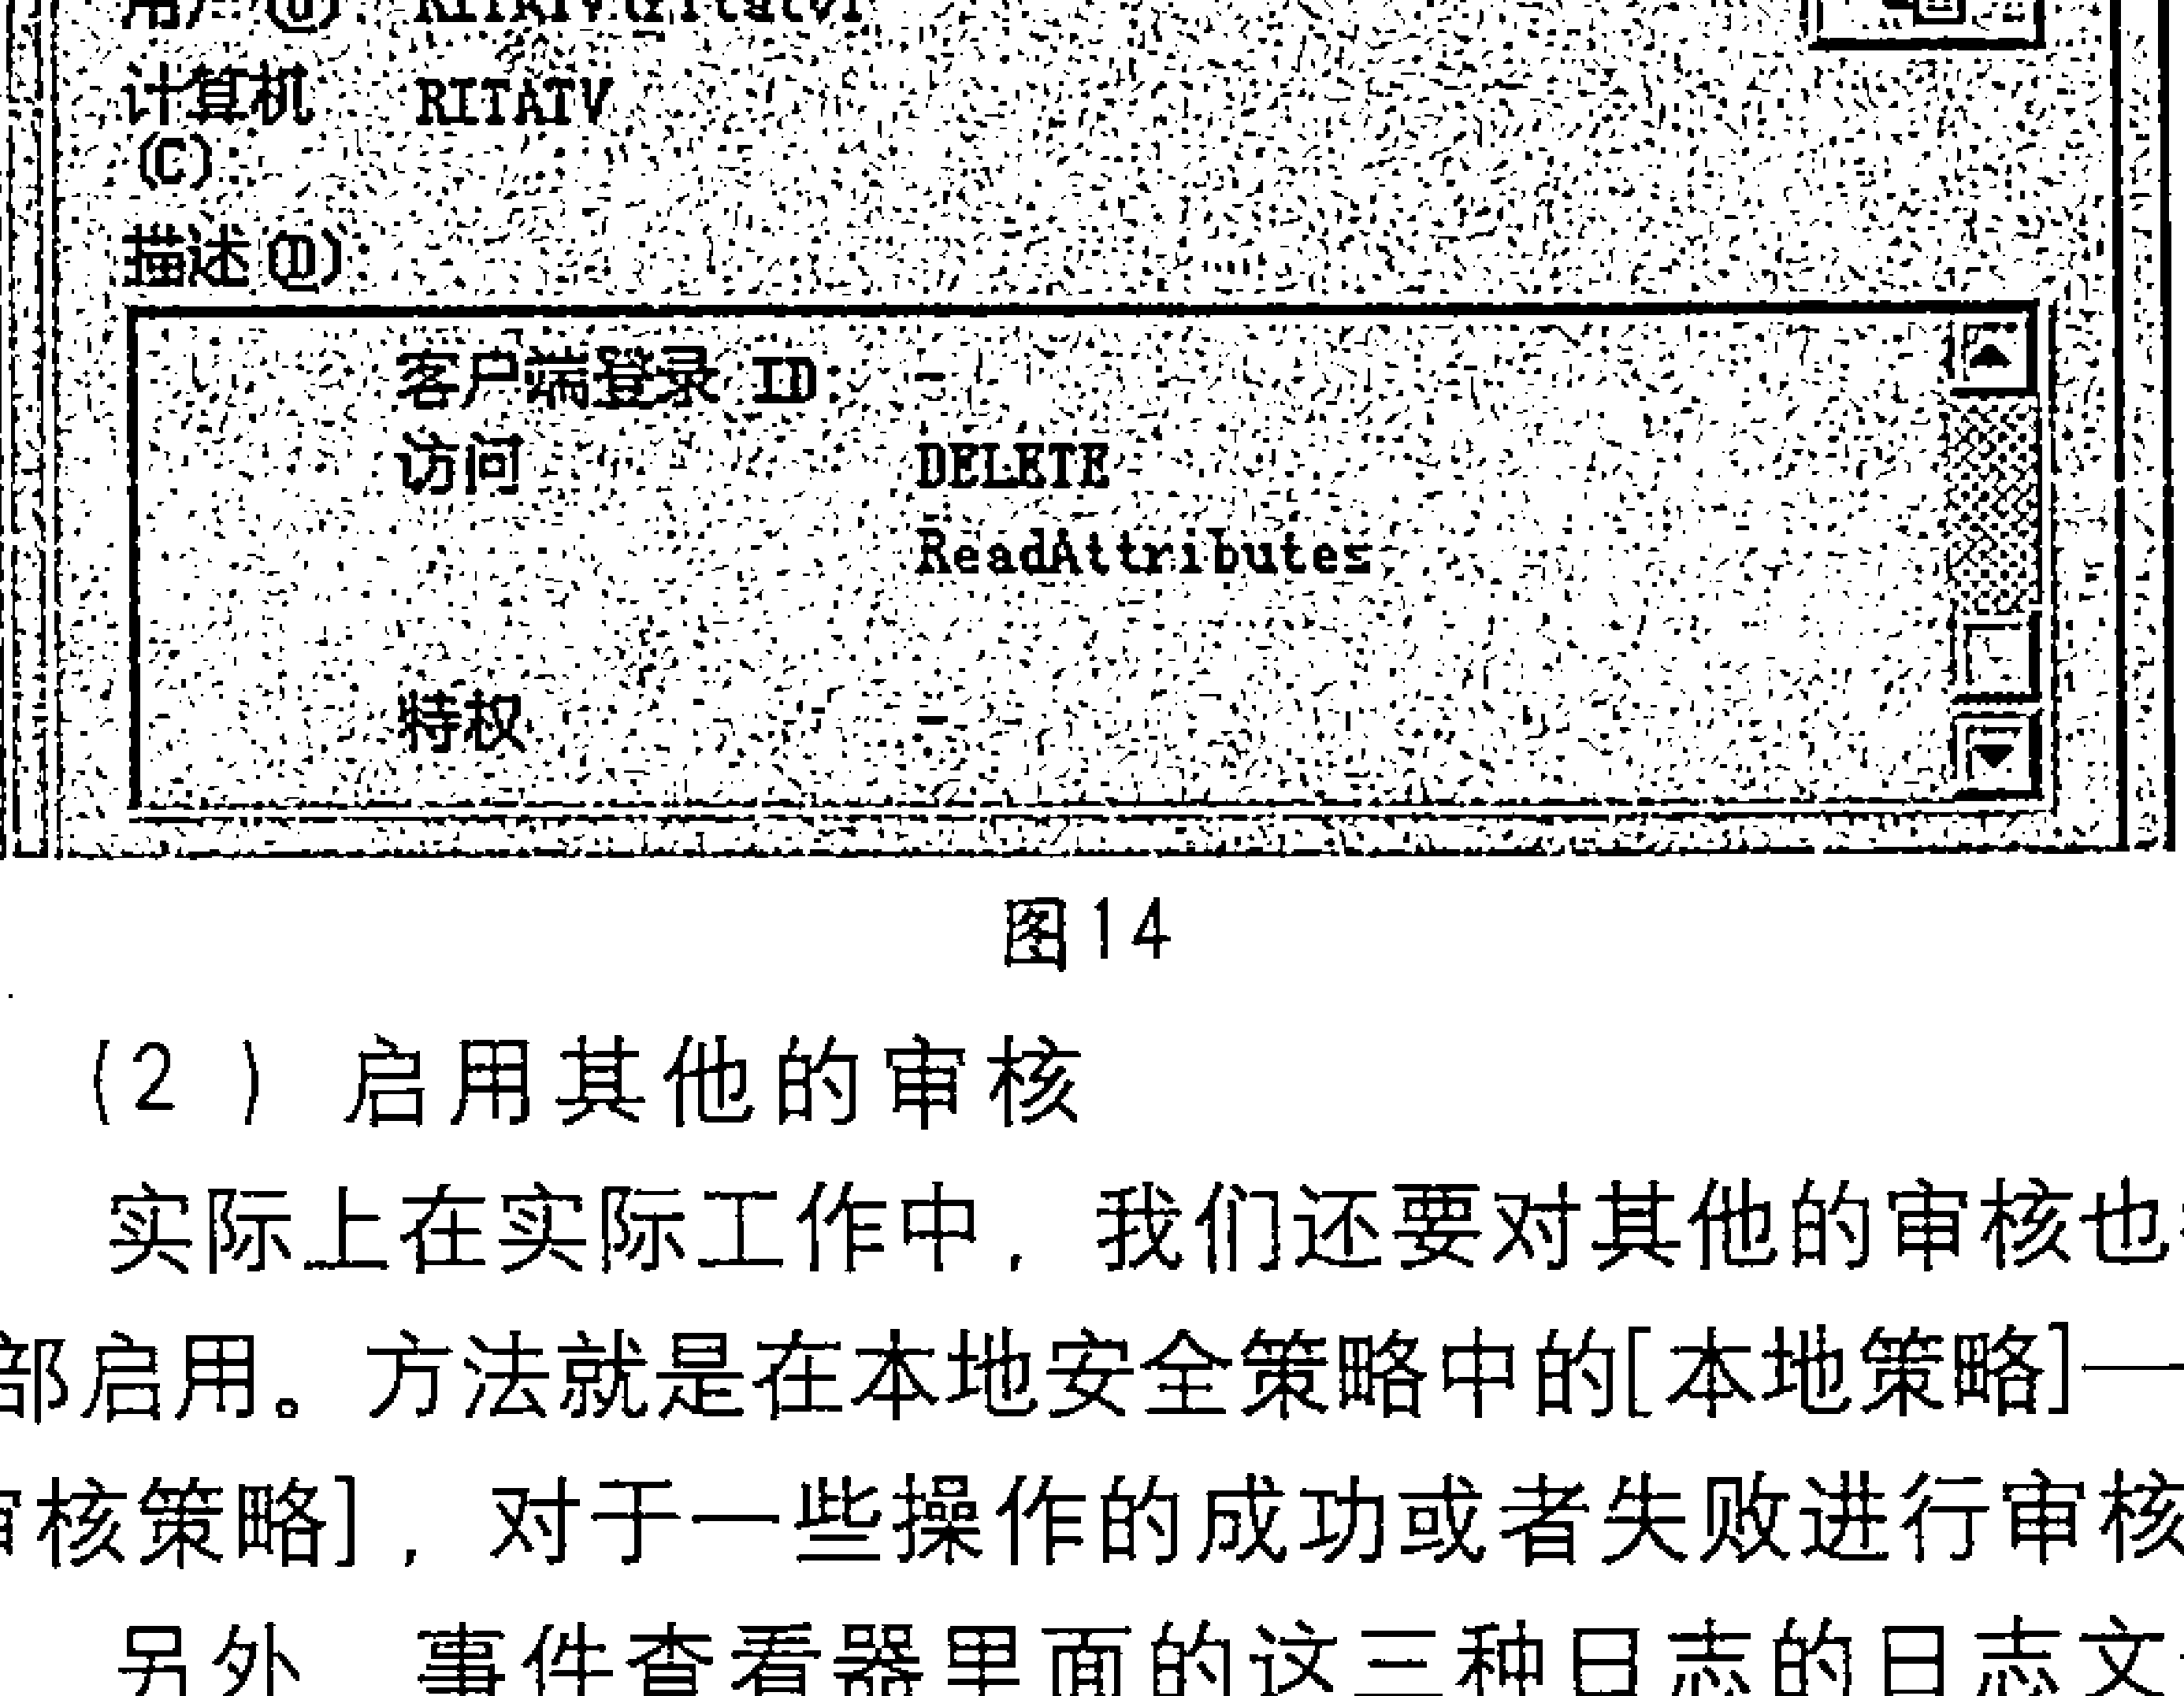 用户(U):
计算机 RITATV
(C):
描述(D):
客户端登录 ID: -
访问 DELETE
ReadAttributes
特权 -
图14
(2 ) 启用其他的审核
实际上在实际工作中, 我们还要对其他的审核也
部启用。方法就是在本地安全策略中的[本地策略]—
审核策略], 对于一些操作的成功或者失败进行审核
另外 事件查看器里面的这三种日志的日志文